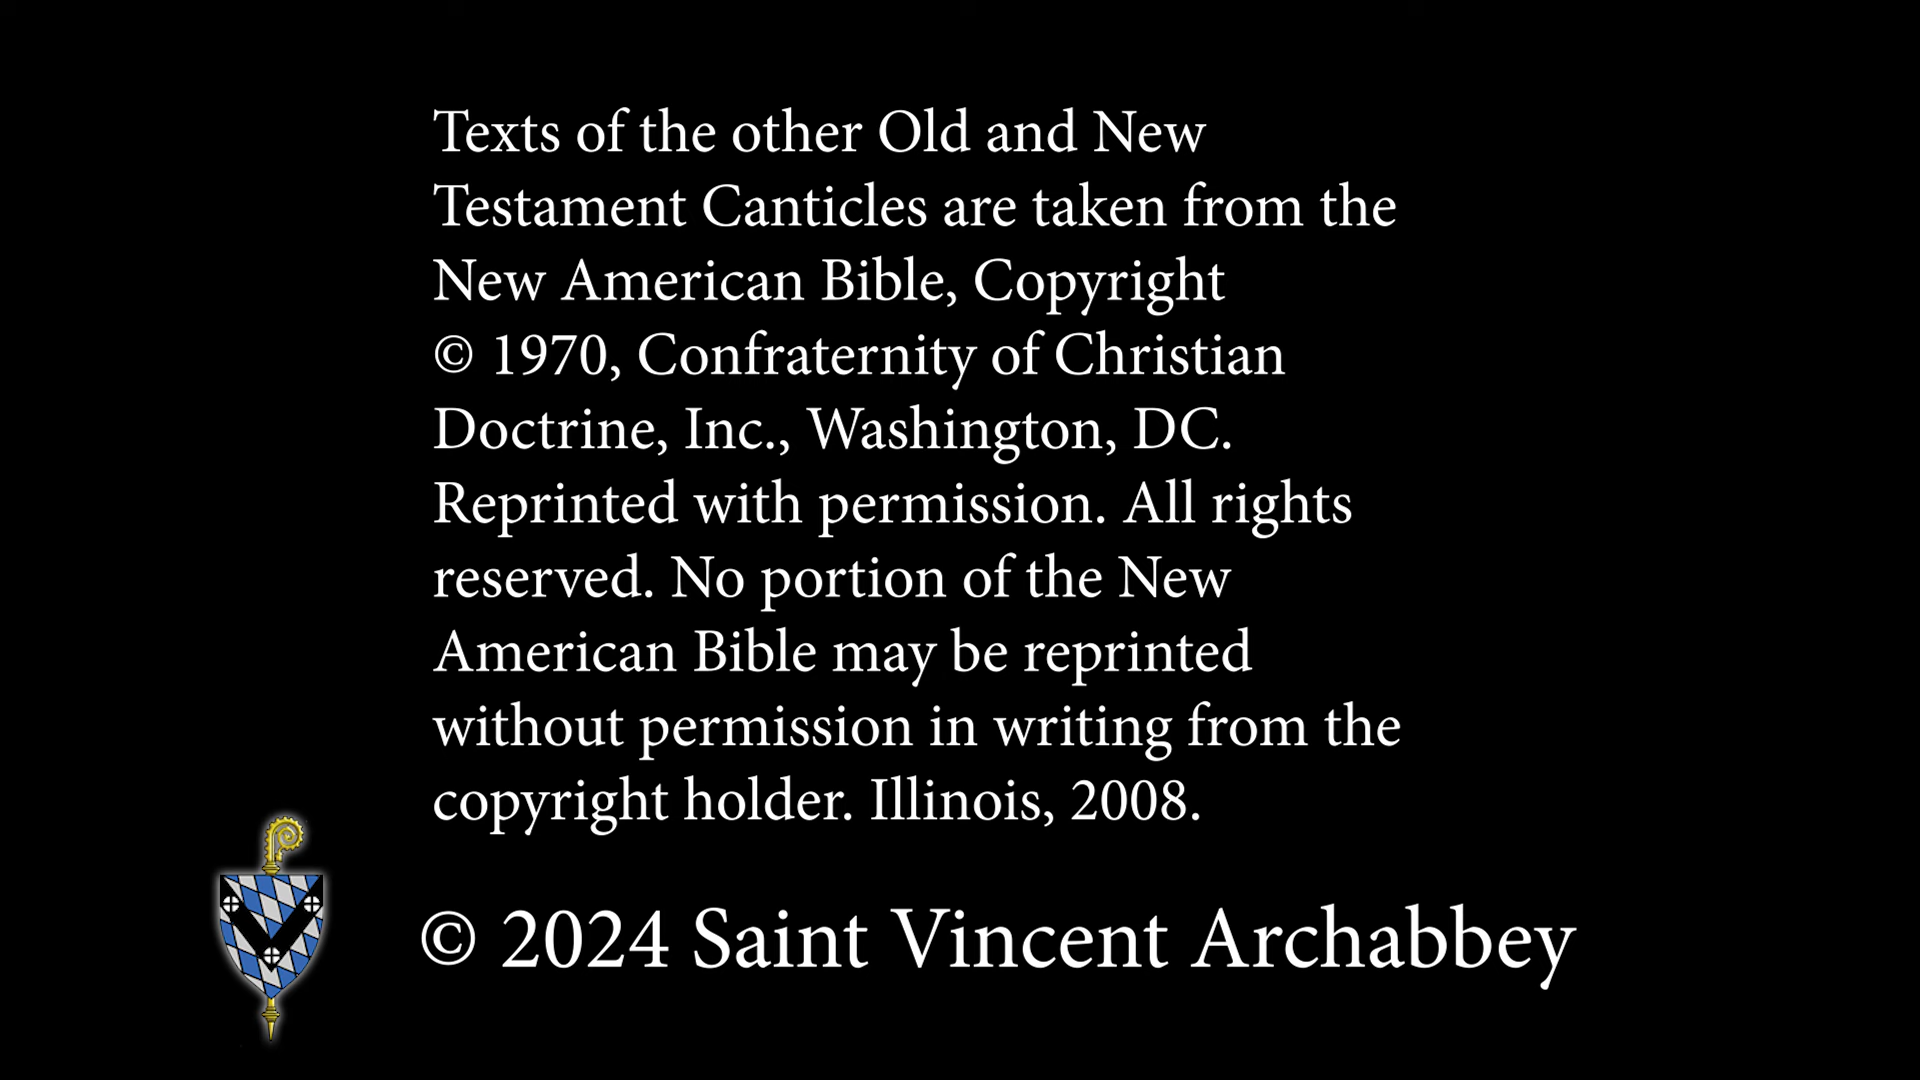 Texts of the other Old and New
Testament Canticles are taken from the
New American Bible, Copyright
© 1970, Confraternity of Christian
Doctrine, Inc., Washington, DC.
Reprinted with permission. All rights
reserved. No portion of the New
American Bible may be reprinted
without permission in writing from the
copyright holder. Illinois, 2008.
© 2024 Saint Vincent Archabbey